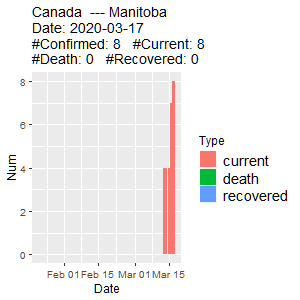 Canada --- Manitoba
Date: 2020-03-17
#Confirmed: 8 #Current: 8
#Death: 0 #Recovered: 0
8
6
4
2
0
Num
Feb 01 Feb 15 Mar 01 Mar 15
Date
Type
current
death
recovered